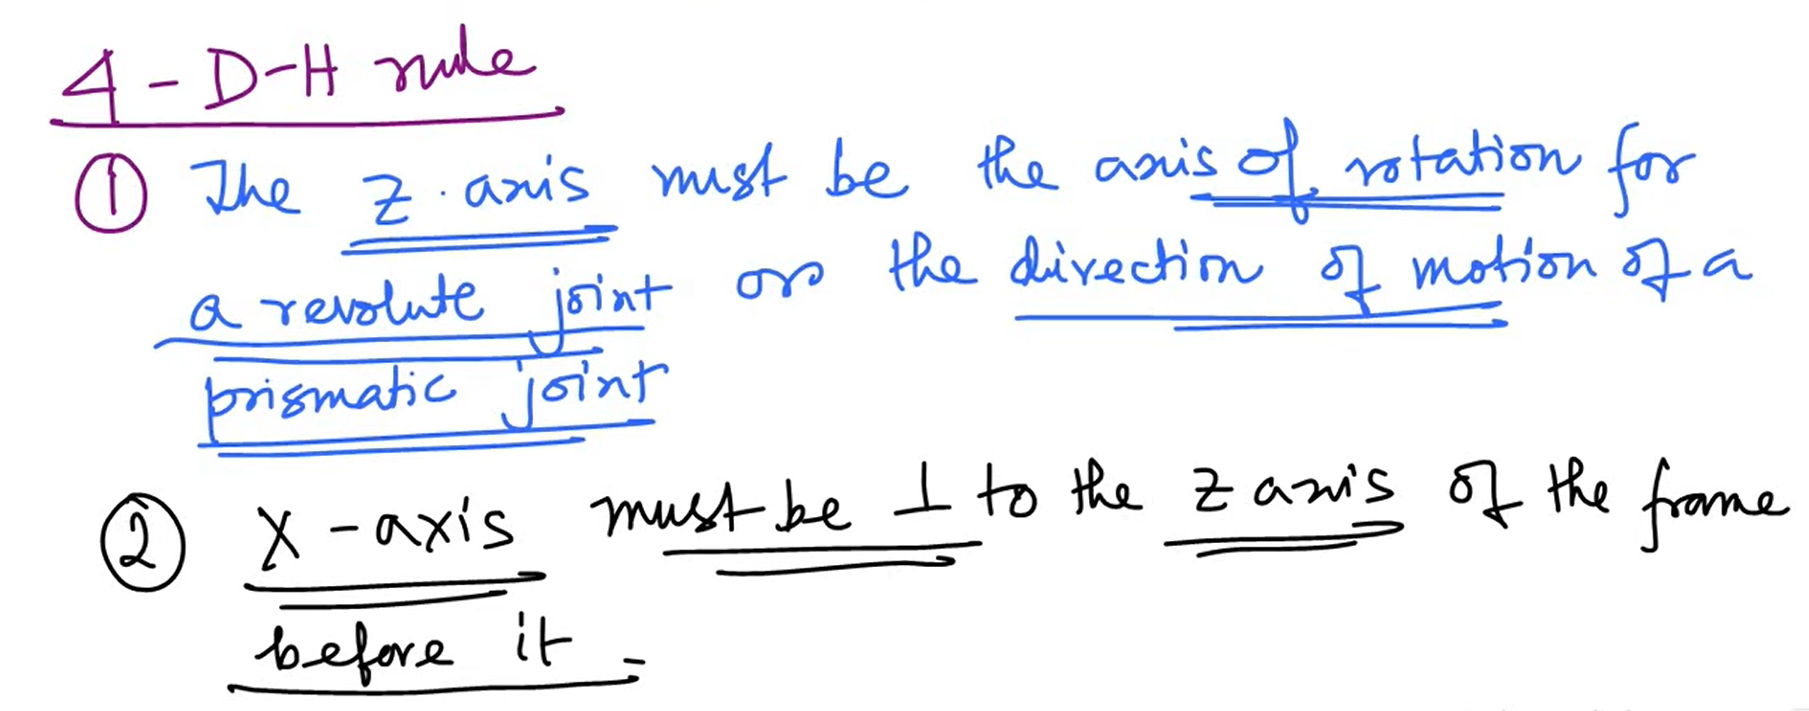 4 - D-H rule
① The z-axis must be the axis of rotation for
a revolute joint or the direction of motion of a
prismatic joint
② X-axis must be ⊥ to the z axis of the frame
before it